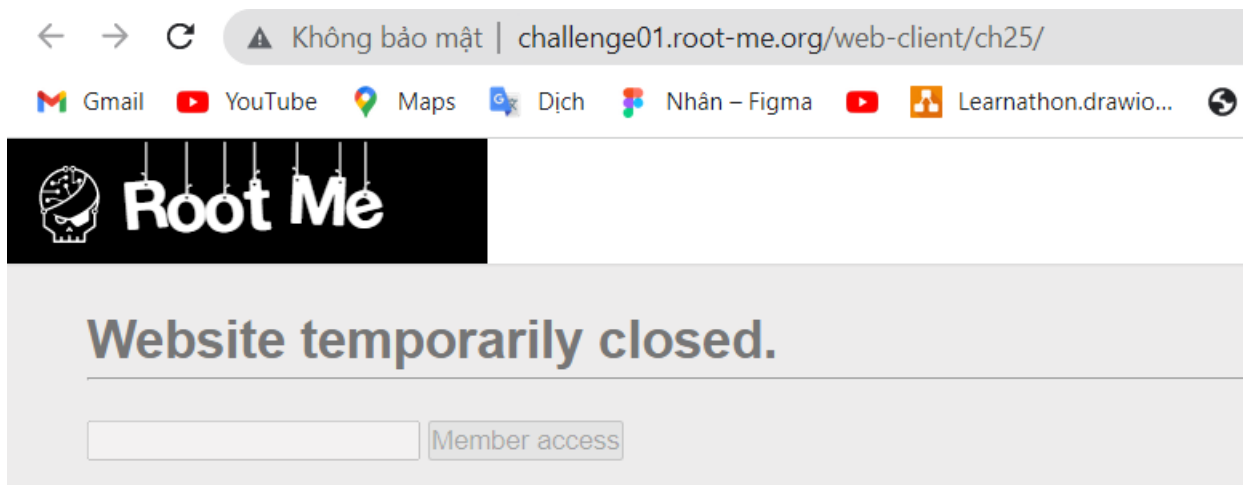 Không bảo mật | challenge01.root-me.org/web-client/ch25/
Gmail YouTube Maps Dịch Nhân – Figma Learnathon.drawio...
Root Me
Website temporarily closed.
Member access